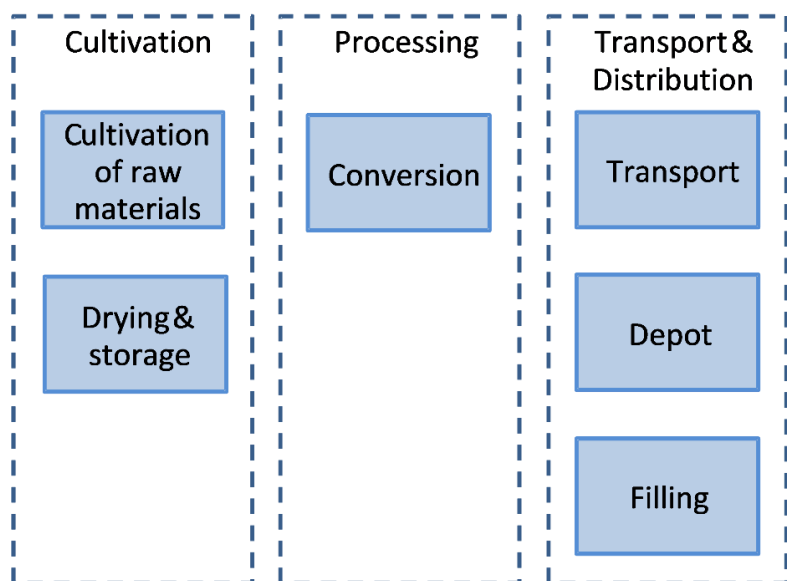 Cultivation
Cultivation
of raw
materials
Drying &
storage
Processing
Conversion
Transport &
Distribution
Transport
Depot
Filling